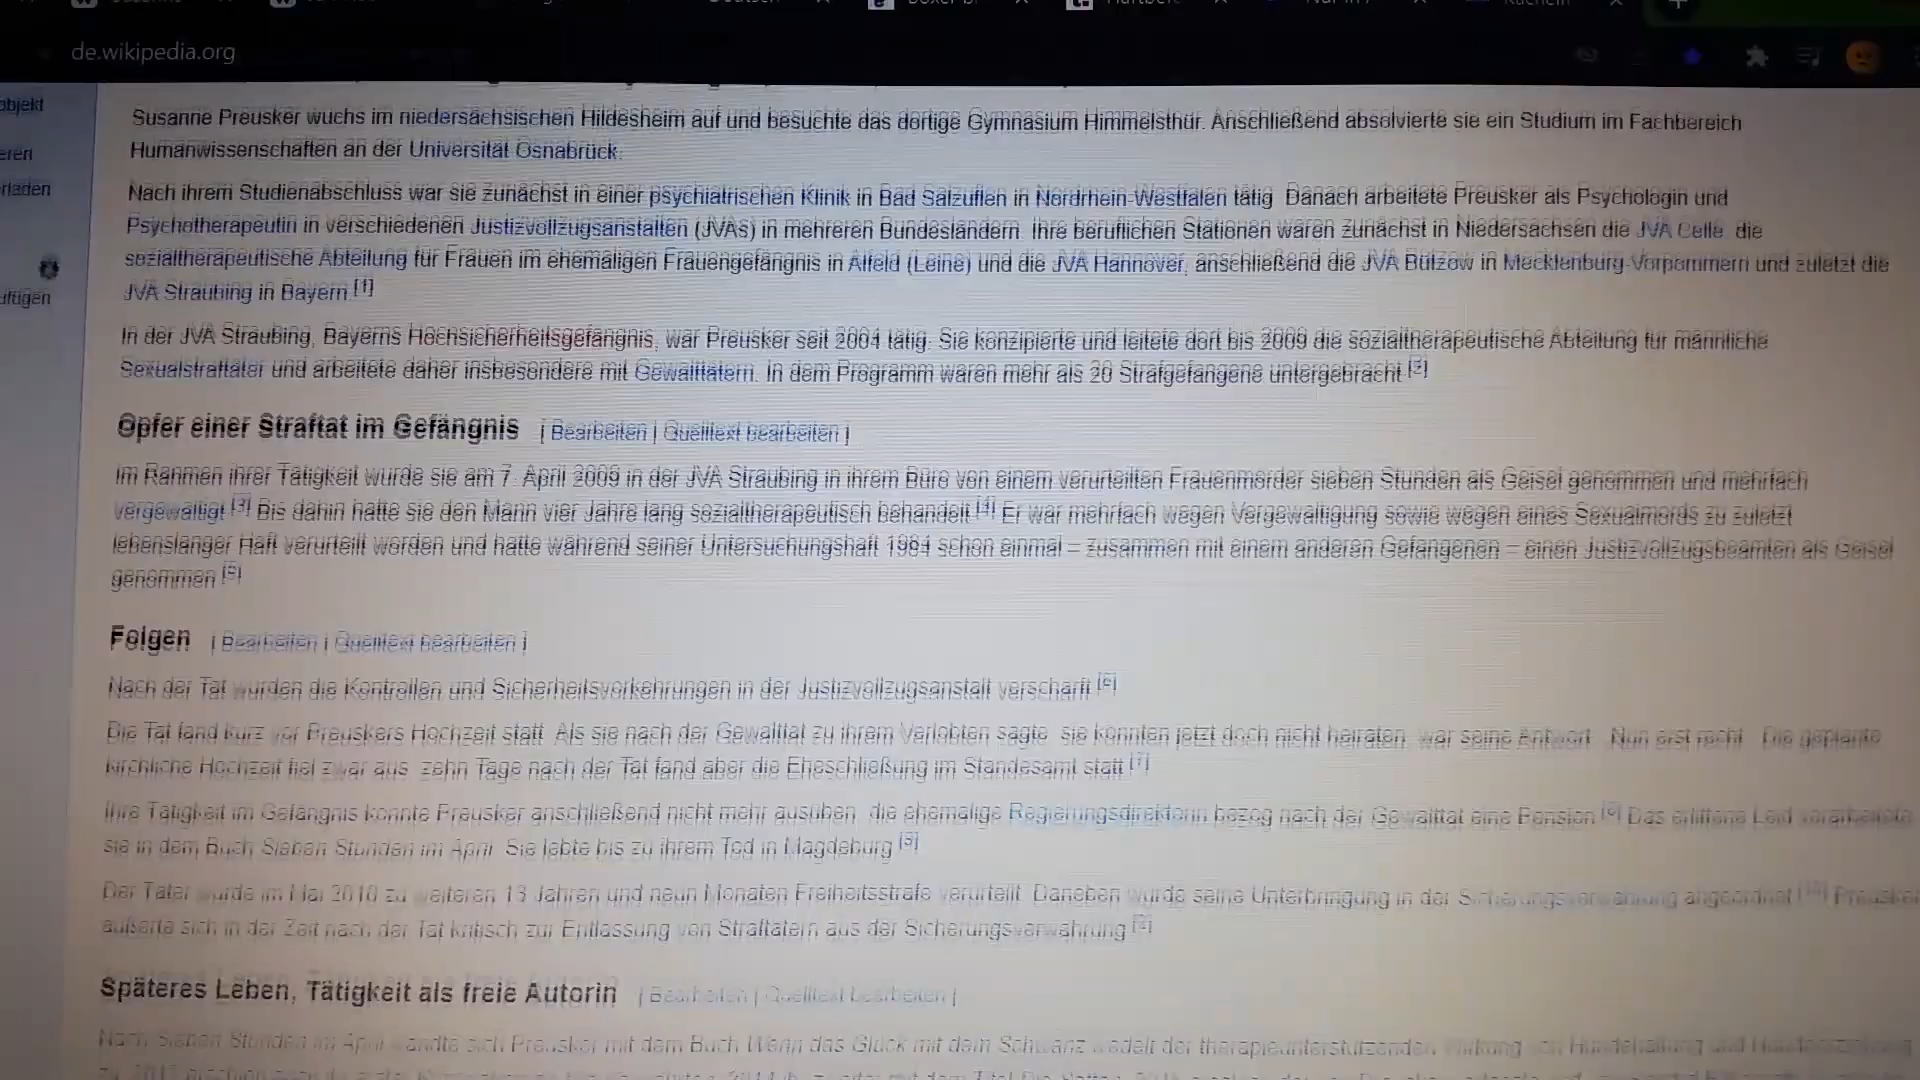 de.wikipedia.org
objekt
Susanne Preusker wuchs im niedersächsischen Hildesheim auf und besuchte das dortige Gymnasium Himmelsthür. Anschließend absolvierte sie ein Studium im Fachbereich
Humanwissenschaften an der Universität Osnabrück.
Nach ihrem Studienabschluss war sie zunächst in einer psychiatrischen Klinik in Bad Salzuflen in Nordrhein-Westfalen tätig. Danach arbeitete Preusker als Psychologin und
Psychotherapeutin in verschiedenen Justizvollzugsanstalten (JVAs) in mehreren Bundesländern. Ihre beruflichen Stationen waren zunächst in Niedersachsen die JVA Celle, die
sozialtherapeutische Abteilung für Frauen im ehemaligen Frauengefängnis in Alfeld (Leine) und die JVA Hannover, anschließend die JVA Bützow in Mecklenburg-Vorpommern und zuletzt die
JVA Straubing in Bayern.[1]
In der JVA Straubing, Bayerns Hochsicherheitsgefängnis, war Preusker seit 2004 tätig. Sie konzipierte und leitete dort bis 2009 die sozialtherapeutische Abteilung für männliche
Sexualstraftäter und arbeitete daher insbesondere mit Gewalttätern. In dem Programm waren mehr als 20 Strafgefangene untergebracht.[2]
Opfer einer Straftat im Gefängnis [ Bearbeiten | Quelltext bearbeiten ]
Im Rahmen ihrer Tätigkeit wurde sie am 7. April 2009 in der JVA Straubing in ihrem Büro von einem verurteilten Frauenmörder sieben Stunden als Geisel genommen und mehrfach
vergewaltigt.[3] Bis dahin hatte sie den Mann vier Jahre lang sozialtherapeutisch behandelt.[4] Er war mehrfach wegen Vergewaltigung sowie wegen eines Sexualmords zu zuletzt
lebenslanger Haft verurteilt worden und hatte während seiner Untersuchungshaft 1984 schon einmal – zusammen mit einem anderen Gefangenen – einen Justizvollzugsbeamten als Geisel
genommen.[5]
Folgen [ Bearbeiten | Quelltext bearbeiten ]
Nach der Tat wurden die Kontrollen und Sicherheitsvorkehrungen in der Justizvollzugsanstalt verschärft.[6]
Die Tat fand kurz vor Preuskers Hochzeit statt. Als sie nach der Gewalttat zu ihrem Verlobten sagte, sie könnten jetzt doch nicht heiraten, war seine Antwort: „Nun erst recht!“ Die geplante
kirchliche Hochzeit fiel zwar aus, zehn Tage nach der Tat fand aber die Eheschließung im Standesamt statt.[7]
Ihre Tätigkeit im Gefängnis konnte Preusker anschließend nicht mehr ausüben, die ehemalige Regierungsdirektorin bezog nach der Gewalttat eine Pension.[8] Das erlittene Leid verarbeitete
sie in dem Buch Sieben Stunden im April. Sie lebte bis zu ihrem Tod in Magdeburg.[9]
Der Täter wurde im Mai 2010 zu weiteren 13 Jahren und neun Monaten Freiheitsstrafe verurteilt. Daneben wurde seine Unterbringung in der Sicherungsverwahrung angeordnet.[10] Preusker
äußerte sich in der Zeit nach der Tat kritisch zur Entlassung von Straftätern aus der Sicherungsverwahrung.[2]
Späteres Leben, Tätigkeit als freie Autorin [ Bearbeiten | Quelltext bearbeiten ]
Nach Sieben Stunden im April wandte sich Preusker mit dem Buch Wenn das Glück mit dem Schwanz wedelt der therapieunterstützenden Wirkung von Hundehaltung